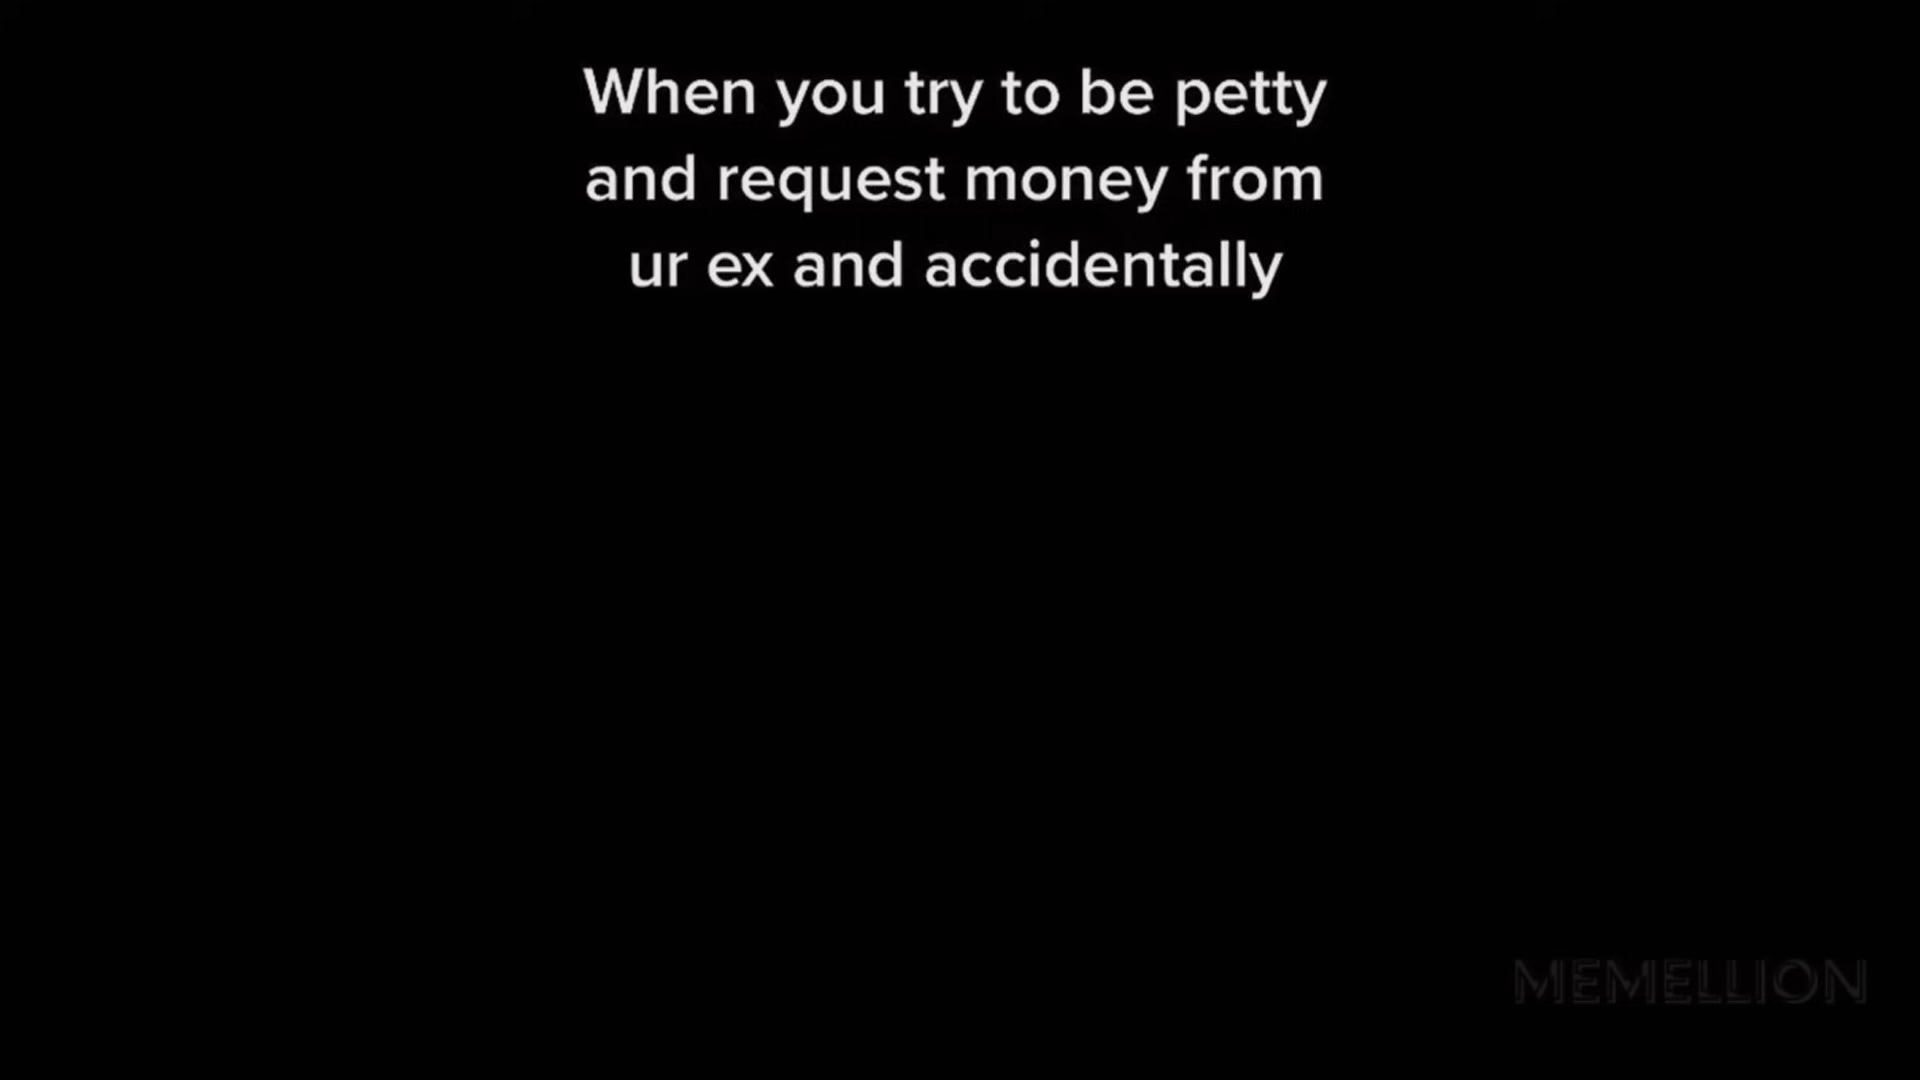 When you try to be petty
and request money from
ur ex and accidentally
MEMELLION